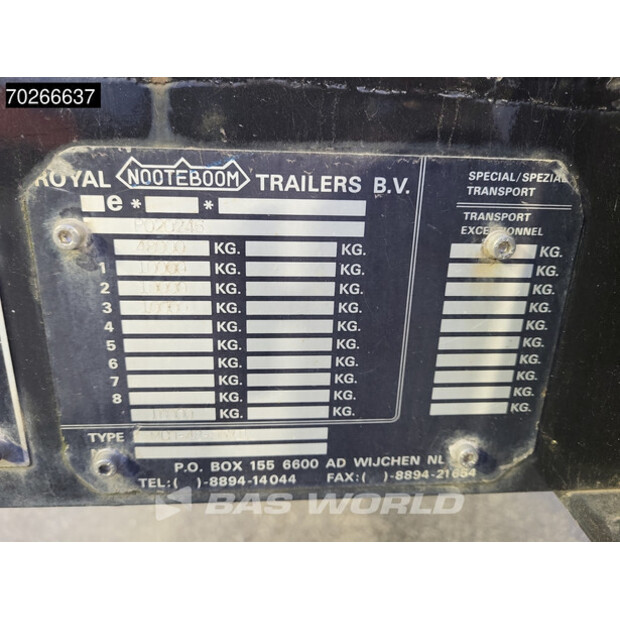 70266637
ROYAL NOOTEBOOM TRAILERS B.V.
SPECIAL/SPEZIAL
TRANSPORT
e * *
TRANSPORT
EXCEPTIONNEL
KG. KG. KG.
1 KG. KG. KG.
2 KG. KG. KG.
3 KG. KG. KG.
4 KG. KG. KG.
5 KG. KG. KG.
6 KG. KG. KG.
7 KG. KG. KG.
8 KG. KG. KG.
KG. KG. KG.
TYPE
P.O. BOX 155 6600 AD WIJCHEN NL
TEL:( )-8894-14044 FAX:( )-8894-21664
BAS WORLD